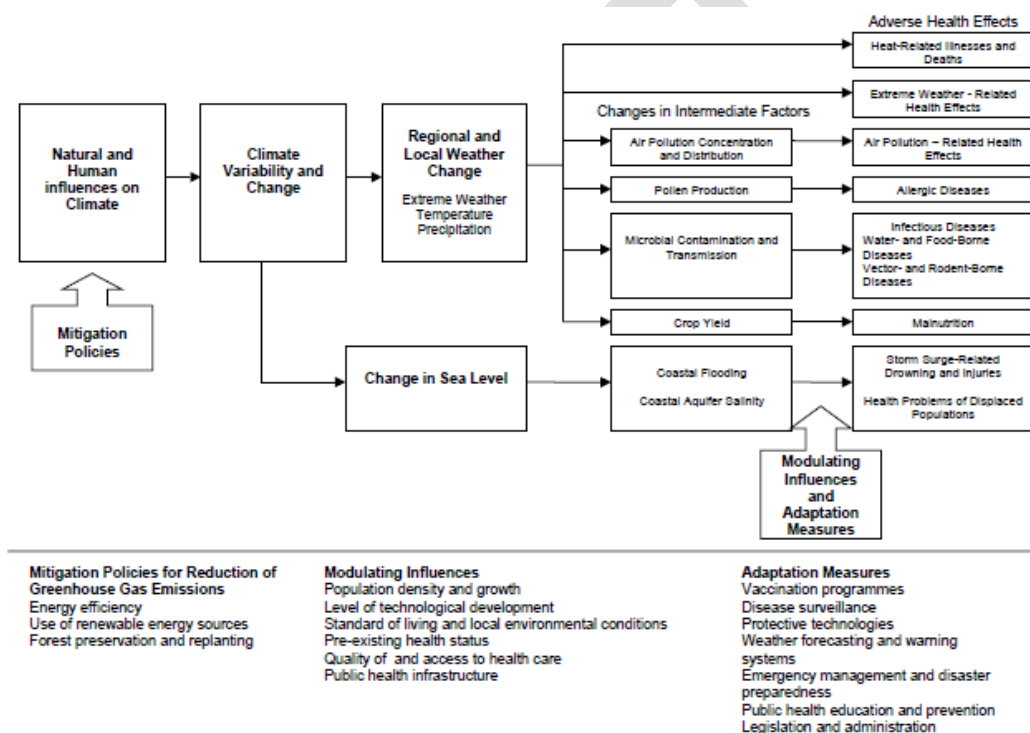 Adverse Health Effects
Heat-Related Illnesses and
Deaths
Extreme Weather - Related
Health Effects
Changes in Intermediate Factors
Natural and
Human
influences on
Climate
Climate
Variability and
Change
Regional and
Local Weather
Change
Extreme Weather
Temperature
Precipitation
Air Pollution Concentration
and Distribution
Air Pollution – Related Health
Effects
Pollen Production
Allergic Diseases
Microbial Contamination and
Transmission
Infectious Diseases
Water- and Food-Borne
Diseases
Vector- and Rodent-Borne
Diseases
Crop Yield
Malnutrition
Mitigation
Policies
Change in Sea Level
Coastal Flooding
Coastal Aquifer Salinity
Storm Surge-Related
Drowning and Injuries
Health Problems of Displaced
Populations
Modulating
Influences
and
Adaptation
Measures
Mitigation Policies for Reduction of
Greenhouse Gas Emissions
Energy efficiency
Use of renewable energy sources
Forest preservation and replanting
Modulating Influences
Population density and growth
Level of technological development
Standard of living and local environmental conditions
Pre-existing health status
Quality of and access to health care
Public health infrastructure
Adaptation Measures
Vaccination programmes
Disease surveillance
Protective technologies
Weather forecasting and warning
systems
Emergency management and disaster
preparedness
Public health education and prevention
Legislation and administration